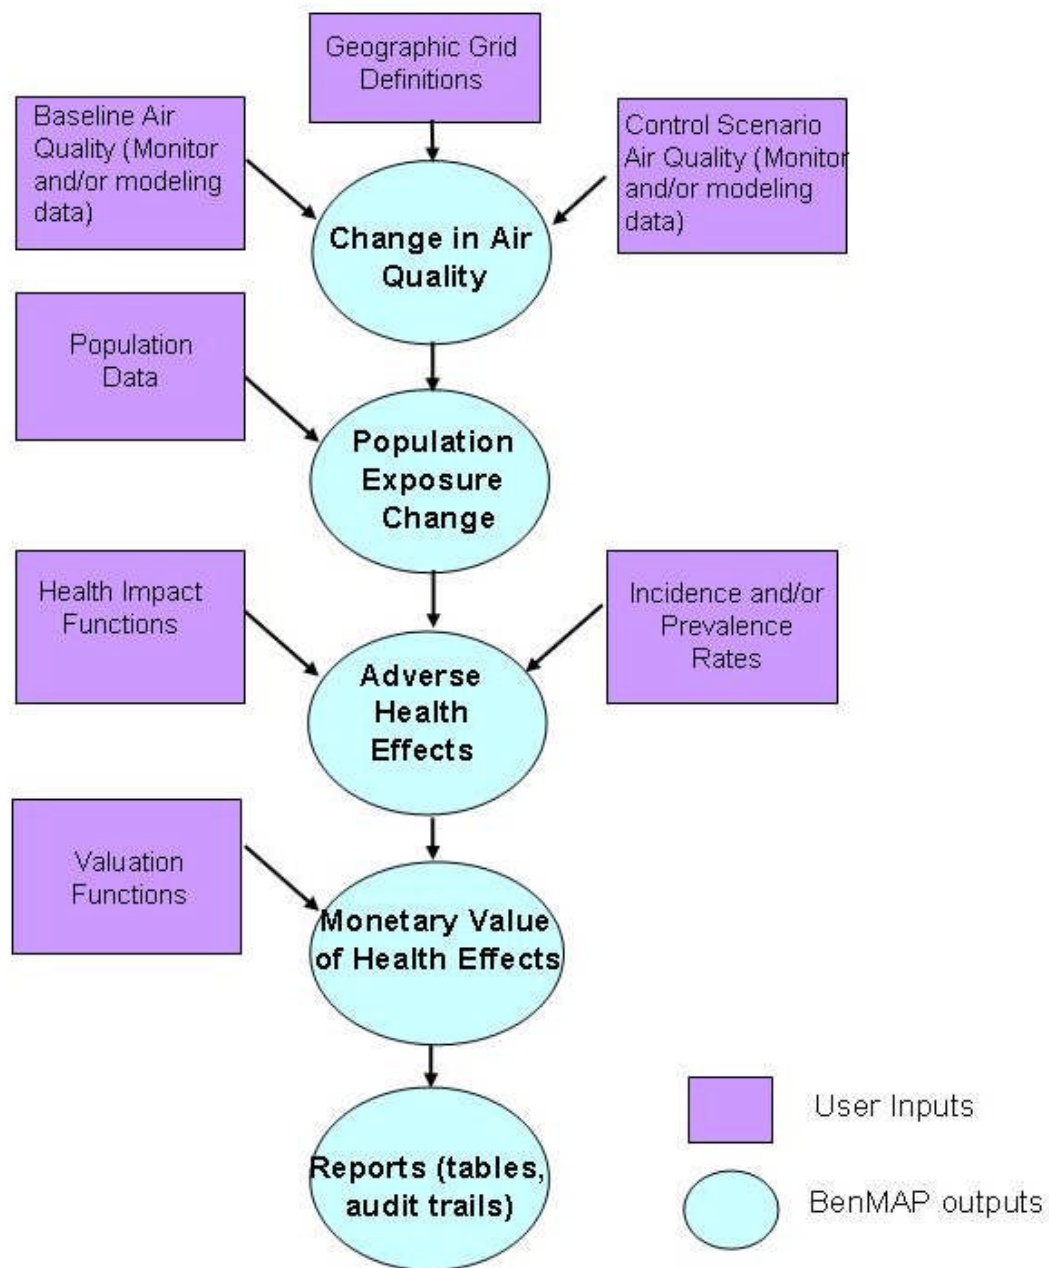 Geographic Grid
Definitions
Baseline Air
Quality (Monitor
and/or modeling
data)
Control Scenario
Air Quality (Monitor
and/or modeling
data)
Change in Air
Quality
Population
Data
Population
Exposure
Change
Health Impact
Functions
Incidence and/or
Prevalence
Rates
Adverse
Health
Effects
Valuation
Functions
Monetary Value
of Health Effects
Reports (tables,
audit trails)
User Inputs
BenMAP outputs